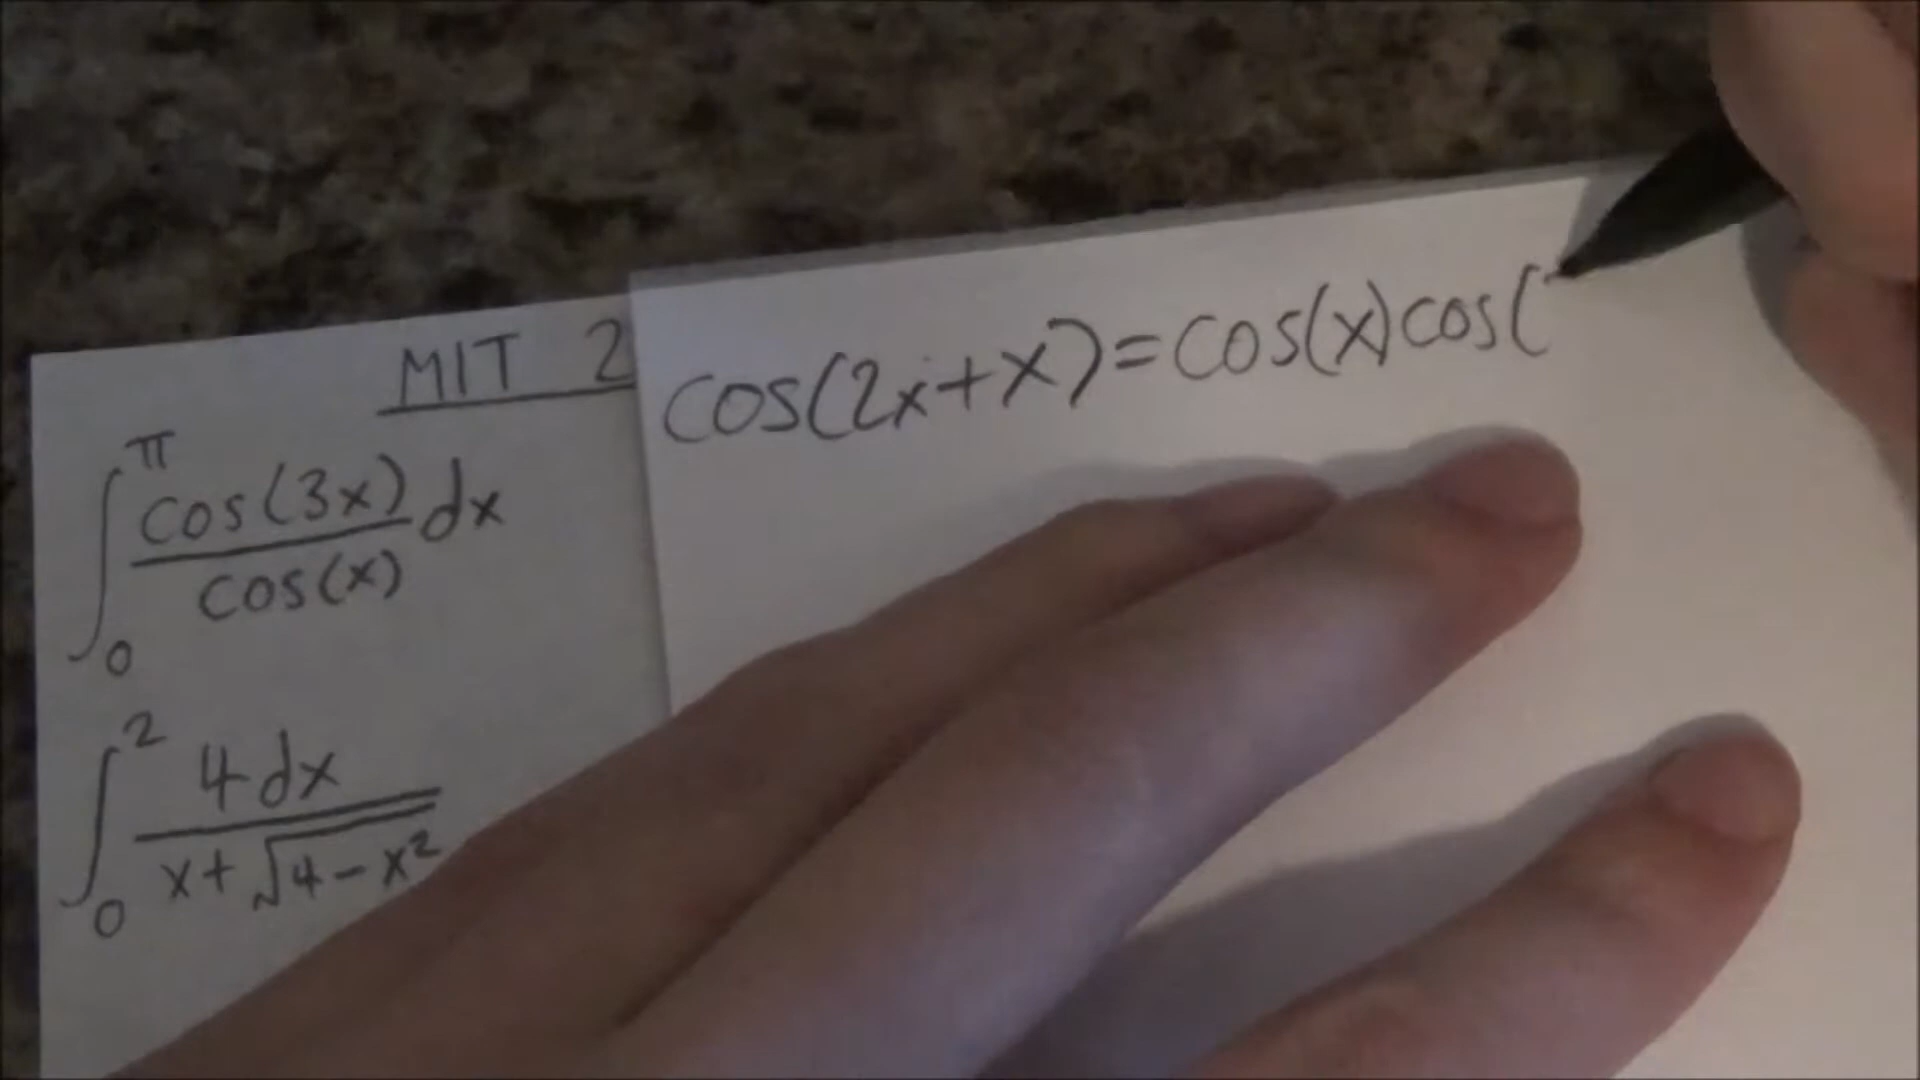 MIT 2
cos(2x+x)=cos(x)cos(
∫₀^π cos(3x)/cos(x) dx
∫₀² 4dx/(x+√(4-x²))